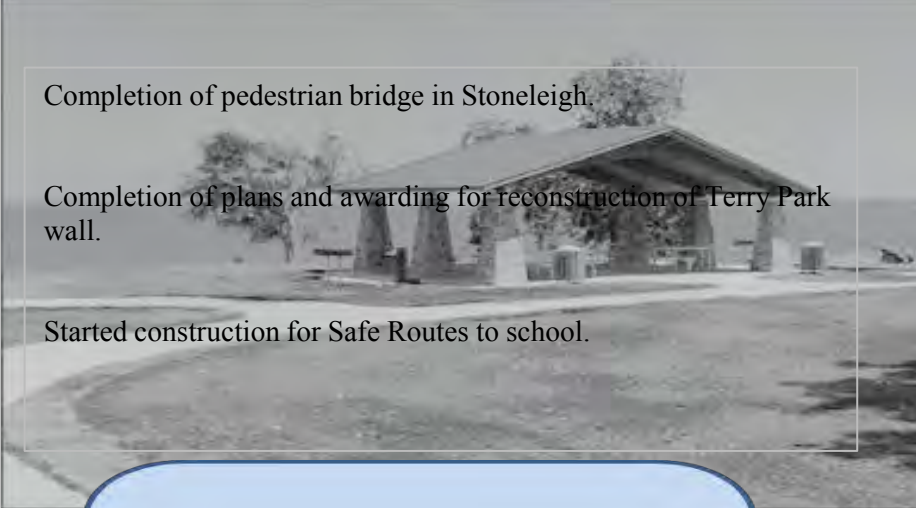 Completion of pedestrian bridge in Stoneleigh.
Completion of plans and awarding for reconstruction of Terry Park
wall.
Started construction for Safe Routes to school.